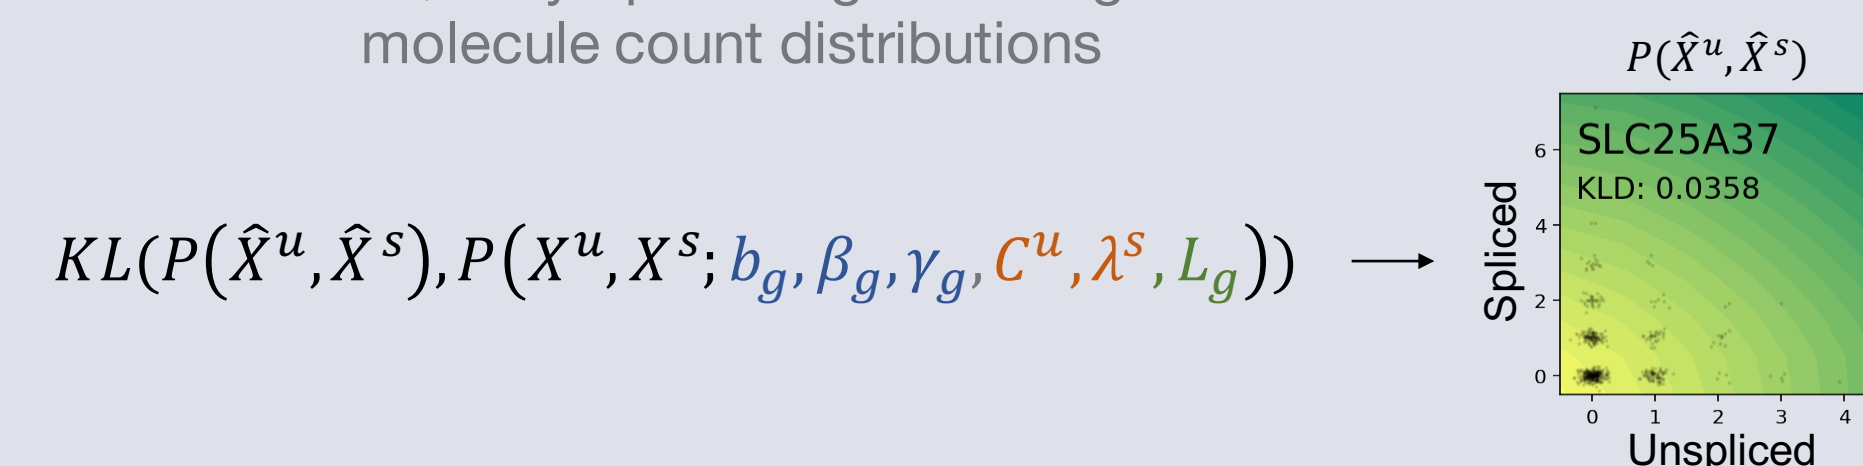 molecule count distributions
P(X̂ᵘ, X̂ˢ)
KL(P(X̂ᵘ, X̂ˢ), P(Xᵘ, Xˢ; b_g, β_g, γ_g, Cᵘ, λˢ, L_g))
SLC25A37
KLD: 0.0358
Spliced
6
4
2
0
0 1 2 3 4
Unspliced